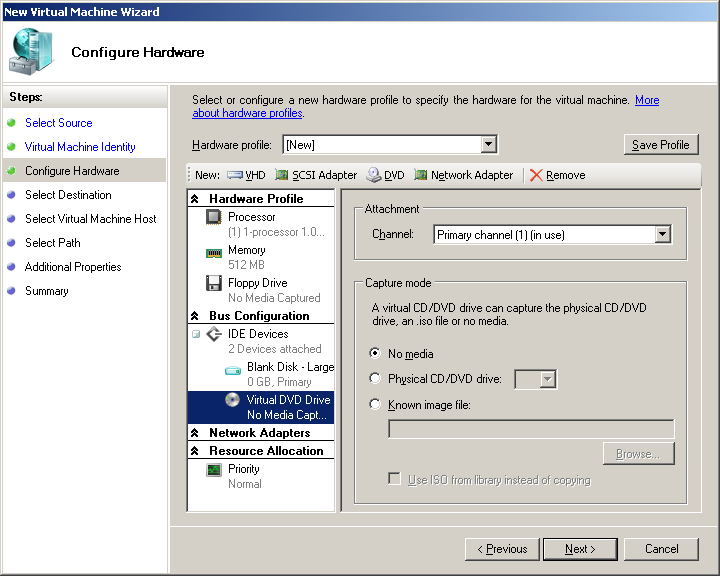 New Virtual Machine Wizard
Configure Hardware
Steps:
Select Source
Virtual Machine Identity
Configure Hardware
Select Destination
Select Virtual Machine Host
Select Path
Additional Properties
Summary
Select or configure a new hardware profile to specify the hardware for the virtual machine. More
about hardware profiles.
Hardware profile: [New] Save Profile
New: VHD SCSI Adapter DVD Network Adapter Remove
Hardware Profile
Processor
(1) 1-processor 1.0...
Memory
512 MB
Floppy Drive
No Media Captured
Bus Configuration
IDE Devices
2 Devices attached
Blank Disk - Large
0 GB, Primary
Virtual DVD Drive
No Media Capt...
Network Adapters
Resource Allocation
Priority
Normal
Attachment
Channel: Primary channel (1) (in use)
Capture mode
A virtual CD/DVD drive can capture the physical CD/DVD
drive, an .iso file or no media.
No media
Physical CD/DVD drive:
Known image file:
Browse...
Use ISO from library instead of copying
< Previous Next > Cancel